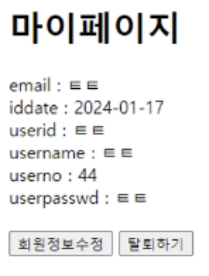 마이페이지
email : ㅌㅌ
iddate : 2024-01-17
userid : ㅌㅌ
username : ㅌㅌ
userno : 44
userpasswd : ㅌㅌ
회원정보수정 탈퇴하기